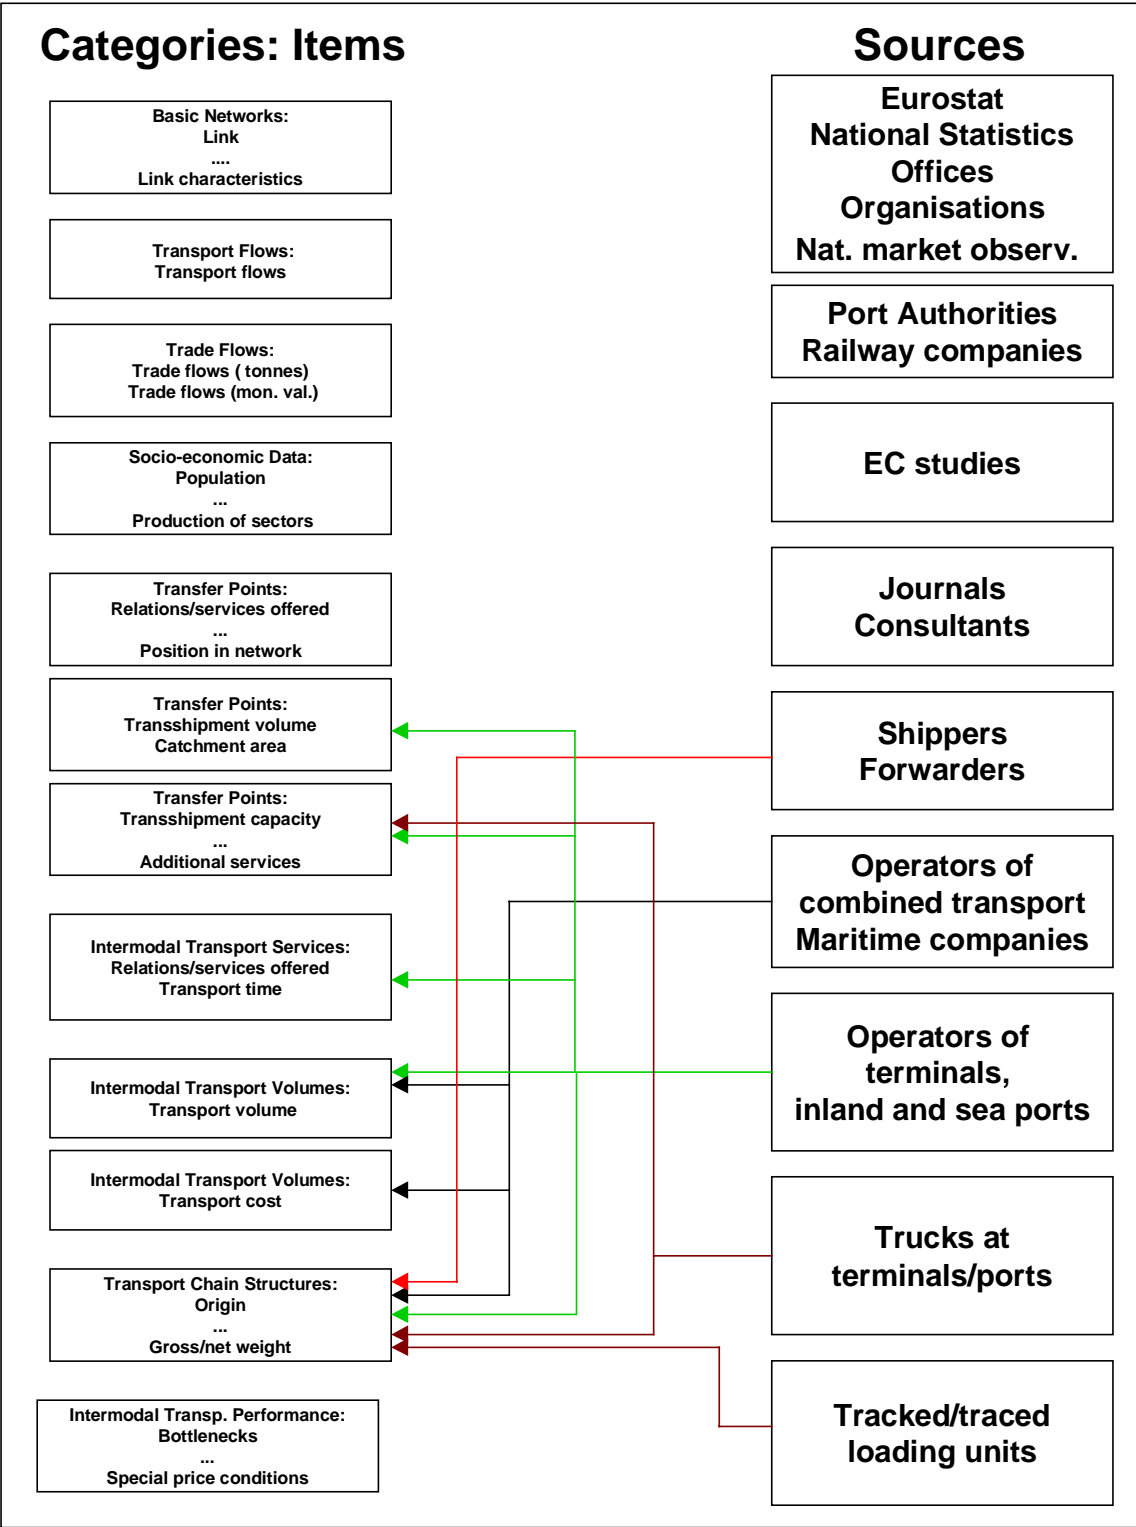 Categories: Items
Basic Networks:
Link
....
Link characteristics
Transport Flows:
Transport flows
Trade Flows:
Trade flows ( tonnes)
Trade flows (mon. val.)
Socio-economic Data:
Population
...
Production of sectors
Transfer Points:
Relations/services offered
...
Position in network
Transfer Points:
Transshipment volume
Catchment area
Transfer Points:
Transshipment capacity
...
Additional services
Intermodal Transport Services:
Relations/services offered
Transport time
Intermodal Transport Volumes:
Transport volume
Intermodal Transport Volumes:
Transport cost
Transport Chain Structures:
Origin
...
Gross/net weight
Intermodal Transp. Performance:
Bottlenecks
...
Special price conditions
Sources
Eurostat
National Statistics
Offices
Organisations
Nat. market observ.
Port Authorities
Railway companies
EC studies
Journals
Consultants
Shippers
Forwarders
Operators of
combined transport
Maritime companies
Operators of
terminals,
inland and sea ports
Trucks at
terminals/ports
Tracked/traced
loading units